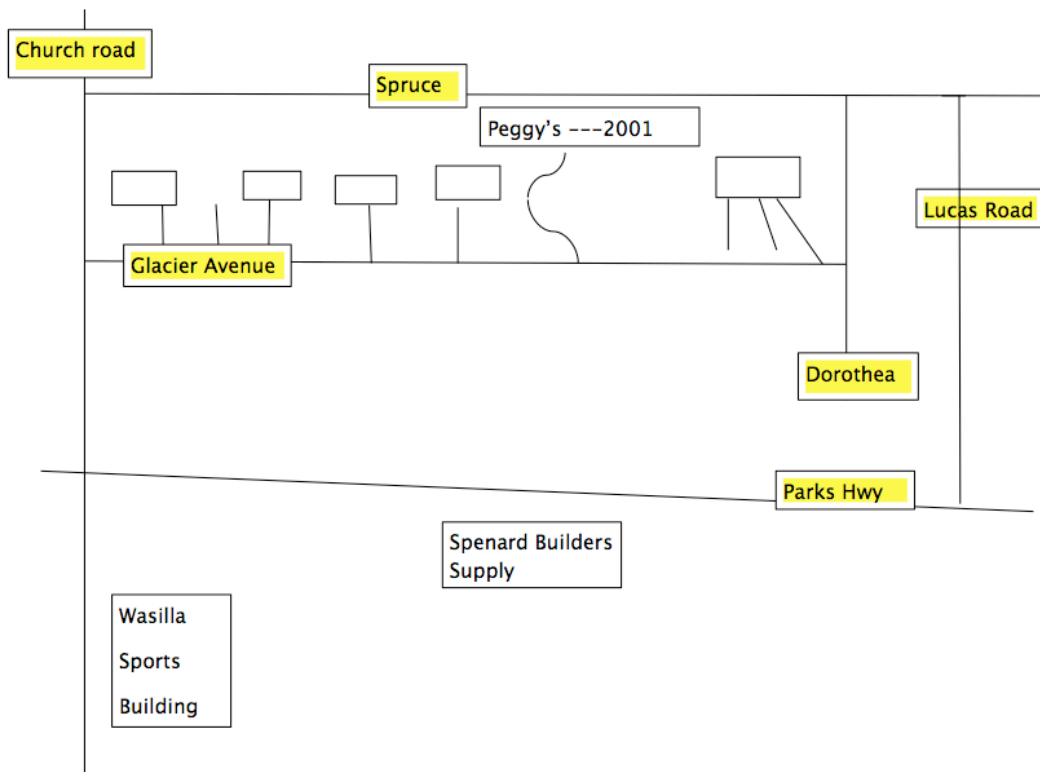 Church road
Spruce
Peggy's ---2001
Lucas Road
Glacier Avenue
Dorothea
Parks Hwy
Spenard Builders
Supply
Wasilla
Sports
Building